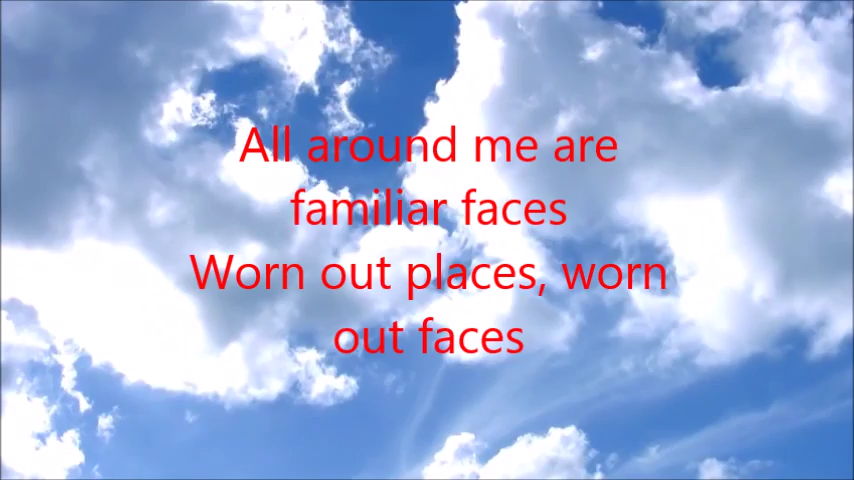 All around me are
familiar faces
Worn out places, worn
out faces